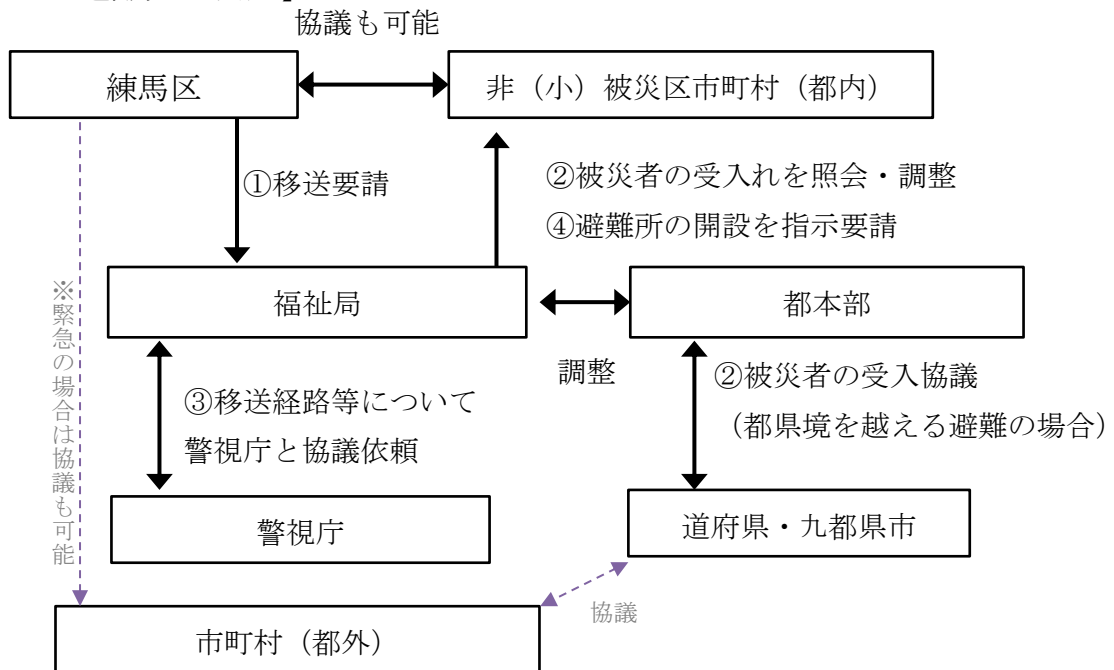 協議も可能
練馬区
非（小）被災区市町村（都内）
①移送要請
②被災者の受入れを照会・調整
④避難所の開設を指示要請
福祉局
都本部
調整
②被災者の受入協議
（都県境を越える避難の場合）
③移送経路等について
警視庁と協議依頼
※緊急の場合は協議も可能
警視庁
道府県・九都県市
協議
市町村（都外）